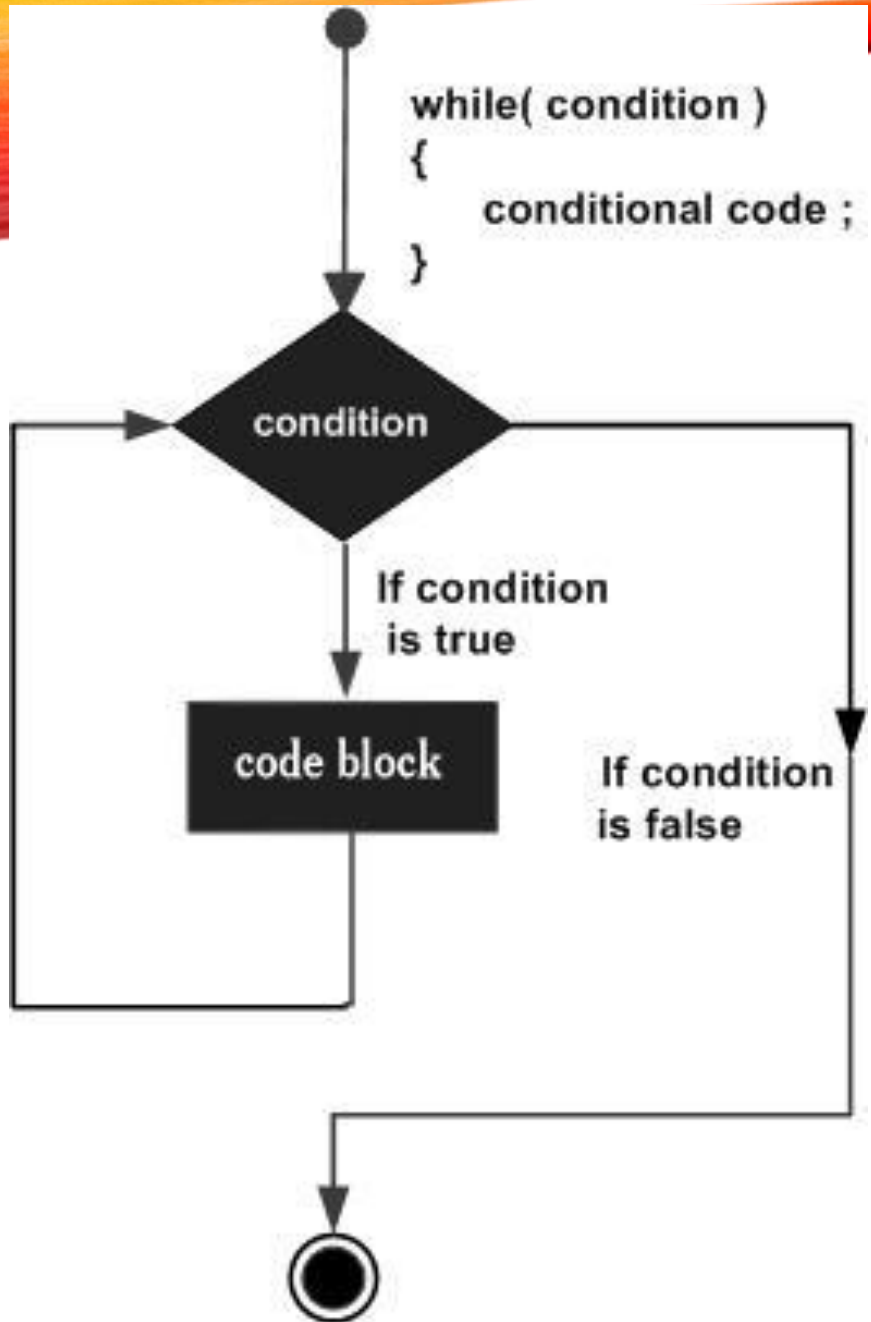 while( condition )
{
conditional code ;
}
condition
If condition
is true
code block
If condition
is false